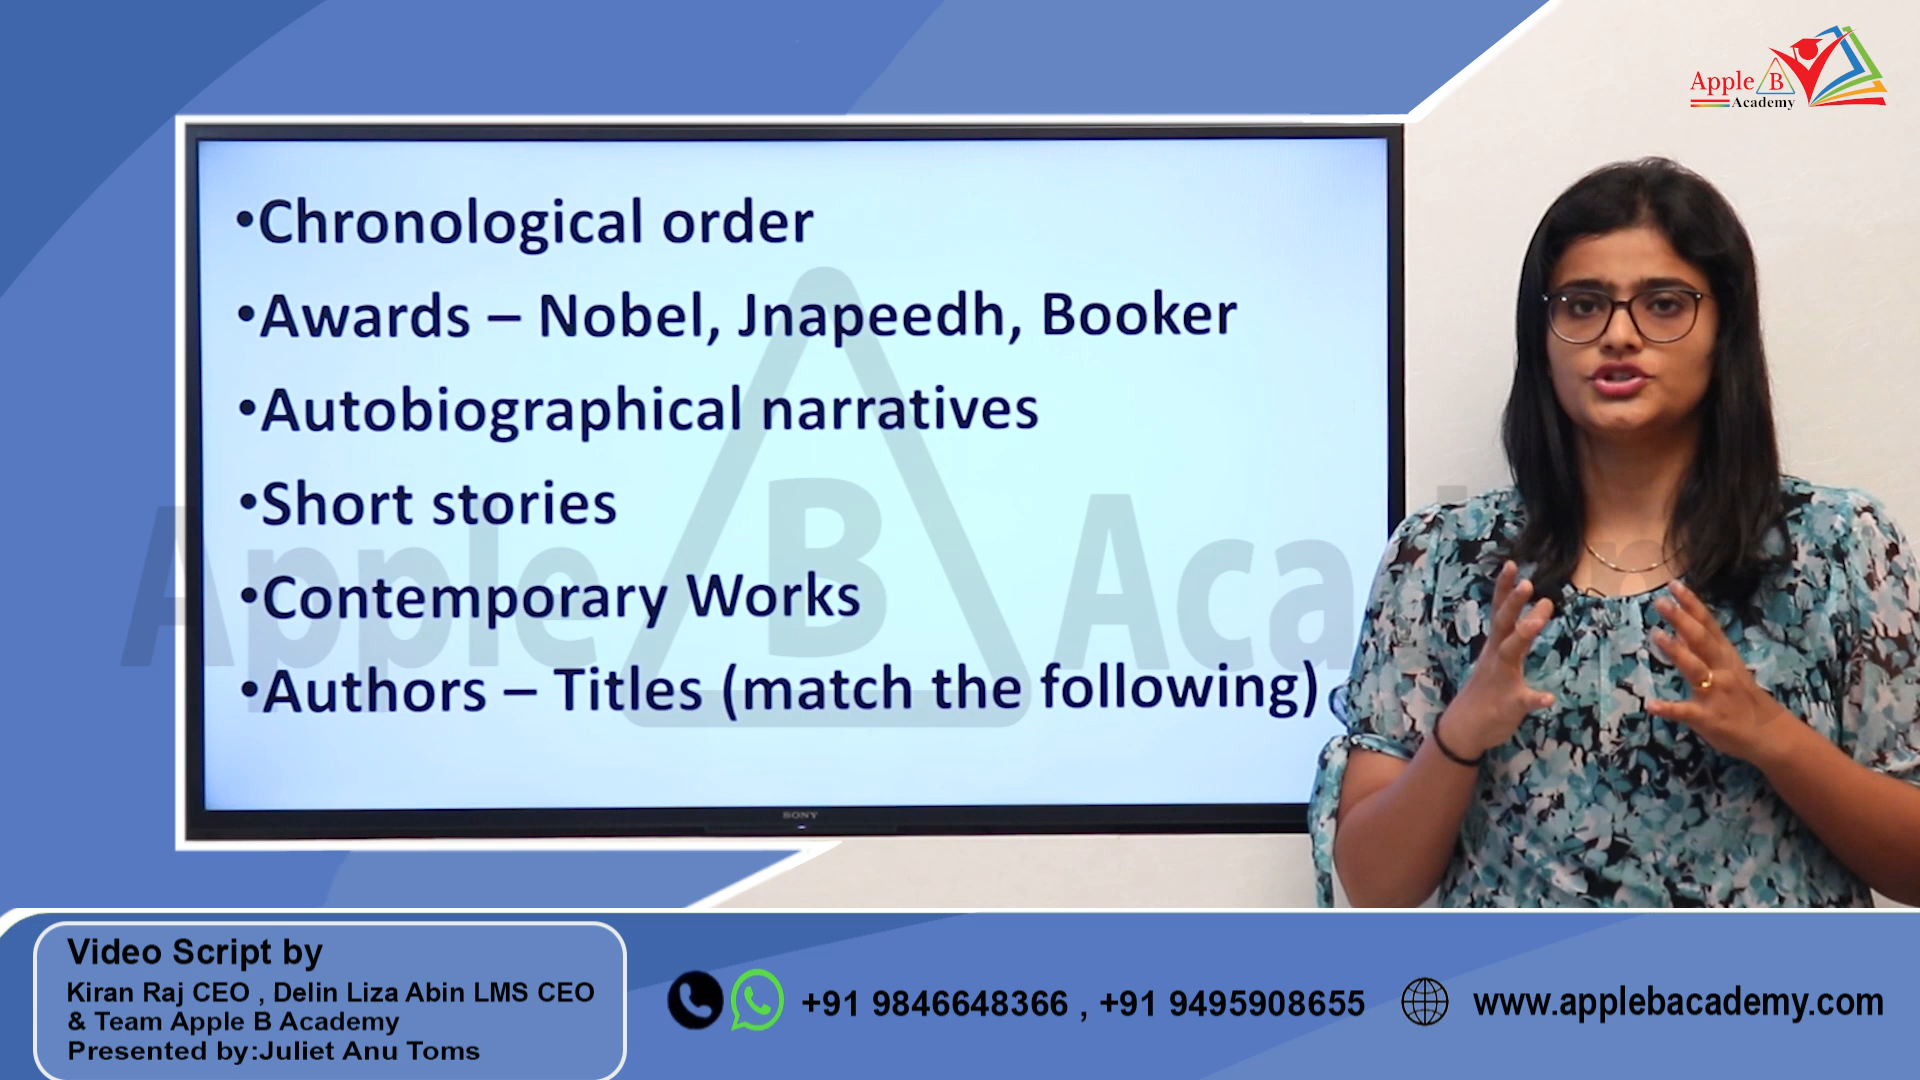 Apple B
Academy
•Chronological order
•Awards – Nobel, Jnapeedh, Booker
•Autobiographical narratives
•Short stories
•Contemporary Works
•Authors – Titles (match the following)
Apple B Acade
SONY
Video Script by
Kiran Raj CEO , Delin Liza Abin LMS CEO
& Team Apple B Academy
Presented by:Juliet Anu Toms
+91 9846648366 , +91 9495908655
www.applebacademy.com